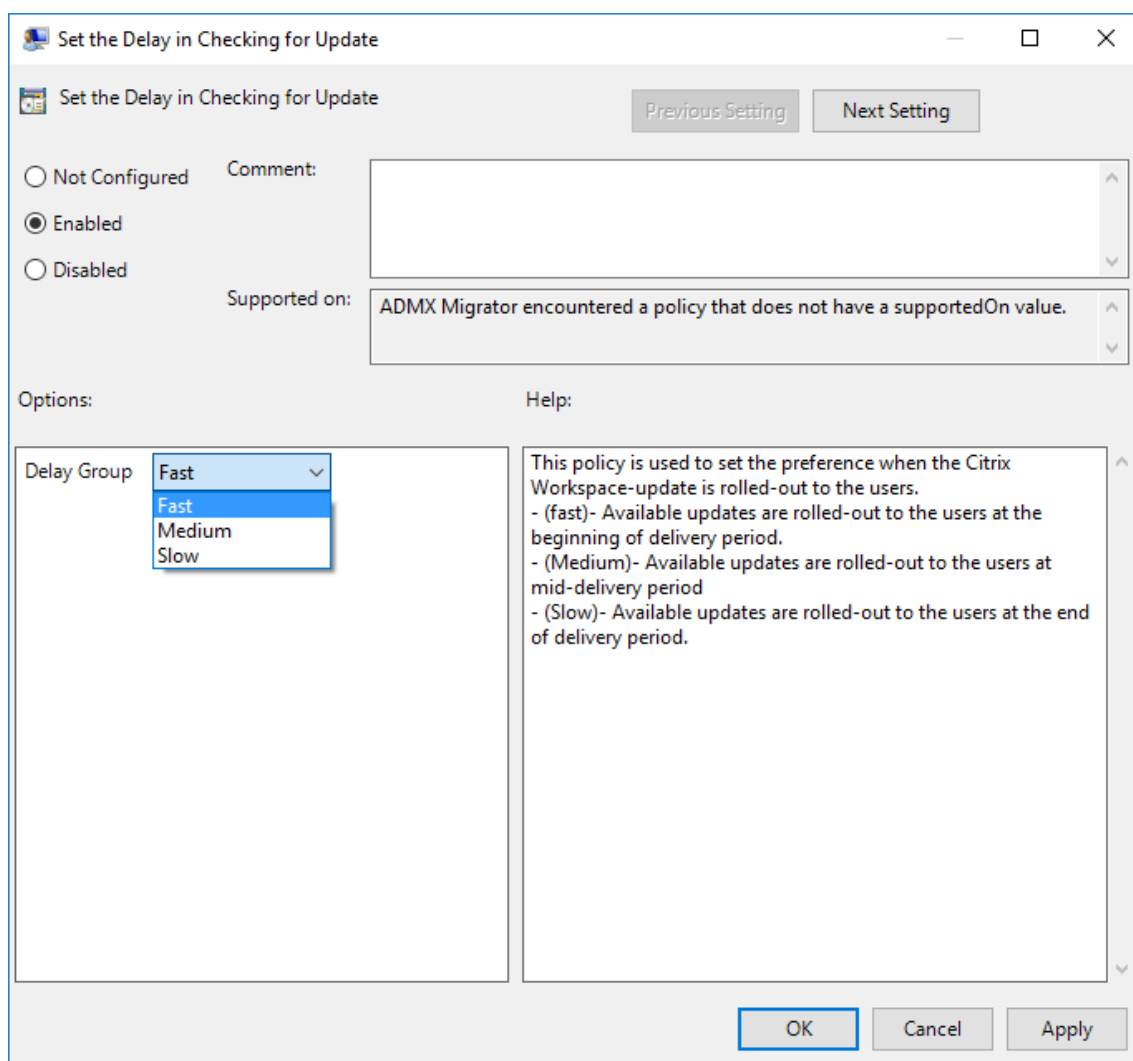 Set the Delay in Checking for Update
Set the Delay in Checking for Update
Previous Setting
Next Setting
Not Configured
Enabled
Disabled
Comment:
Supported on:
ADMX Migrator encountered a policy that does not have a supportedOn value.
Options:
Help:
Delay Group
Fast
Fast
Medium
Slow
This policy is used to set the preference when the Citrix
Workspace-update is rolled-out to the users.
- (fast)- Available updates are rolled-out to the users at the
beginning of delivery period.
- (Medium)- Available updates are rolled-out to the users at
mid-delivery period
- (Slow)- Available updates are rolled-out to the users at the end
of delivery period.
OK
Cancel
Apply